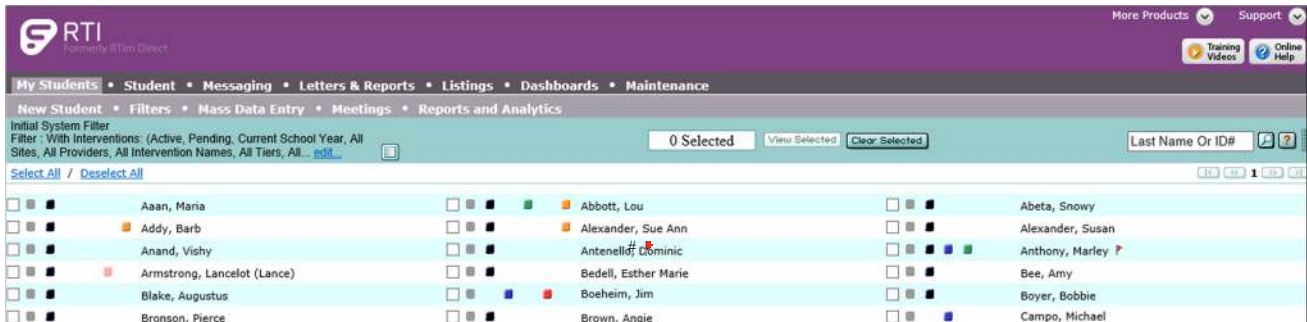 More Products Support
RTI
Formerly RTIm Direct
Training Videos
Online Help
My Students • Student • Messaging • Letters & Reports • Listings • Dashboards • Maintenance
New Student • Filters • Mass Data Entry • Meetings • Reports and Analytics
Initial System Filter
Filter : With Interventions: (Active, Pending, Current School Year, All
Sites, All Providers, All Intervention Names, All Tiers, All... edit...
0 Selected View Selected Clear Selected
Last Name Or ID# ?
Select All / Deselect All
1
Aaan, Maria Abbott, Lou Abeta, Snowy
Addy, Barb Alexander, Sue Ann Alexander, Susan
Anand, Vishy Antenello, Dominic # Anthony, Marley
Armstrong, Lancelot (Lance) Bedell, Esther Marie Bee, Amy
Blake, Augustus Boeheim, Jim Boyer, Bobbie
Bronson, Pierce Brown, Angie Campo, Michael